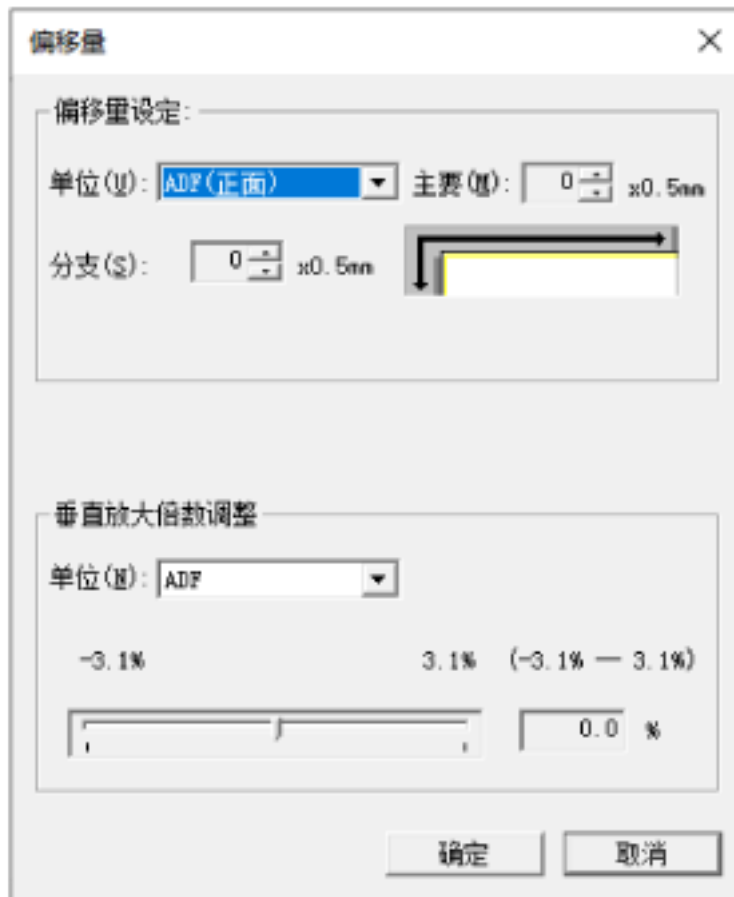 偏移量
偏移量设定:
单位(U): ADF(正面) 主要(M): 0 x0.5mm
分支(S): 0 x0.5mm
垂直放大倍数调整
单位(N): ADF
-3.1% 3.1% (-3.1% — 3.1%)
0.0 %
确定 取消